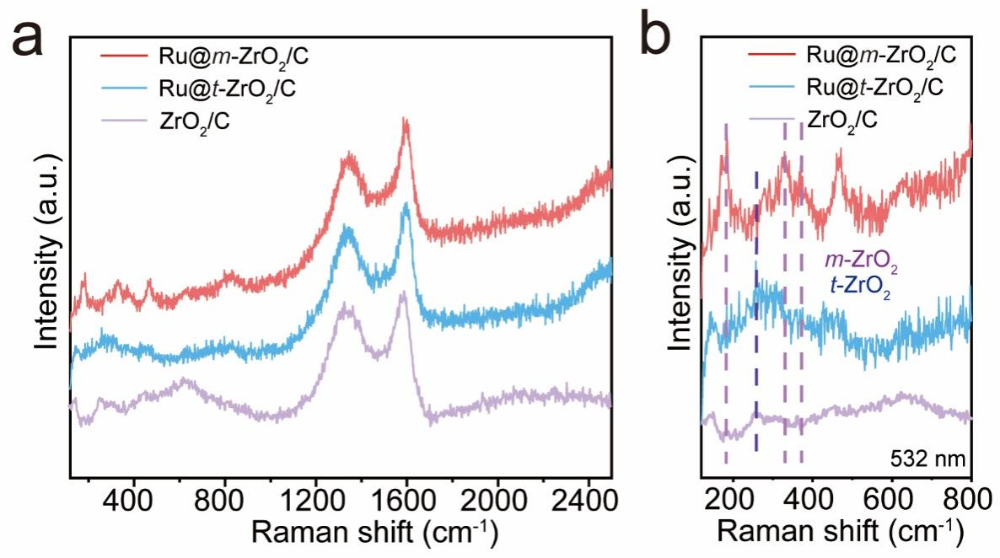 a
Ru@m-ZrO₂/C
Ru@t-ZrO₂/C
ZrO₂/C
Intensity (a.u.)
400 800 1200 1600 2000 2400
Raman shift (cm⁻¹)
b
Ru@m-ZrO₂/C
Ru@t-ZrO₂/C
ZrO₂/C
m-ZrO₂
t-ZrO₂
532 nm
Intensity (a.u.)
200 400 600 800
Raman shift (cm⁻¹)